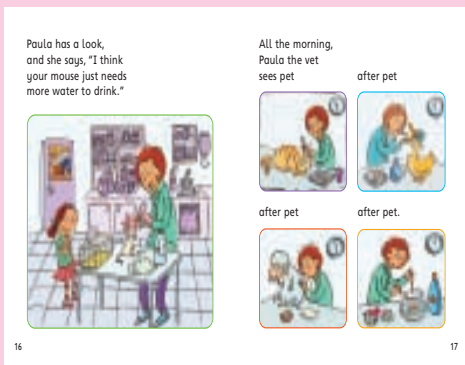 Paula has a look,
and she says, “I think
your mouse just needs
more water to drink.”
16
All the morning,
Paula the vet
sees pet
after pet
after pet
after pet.
17